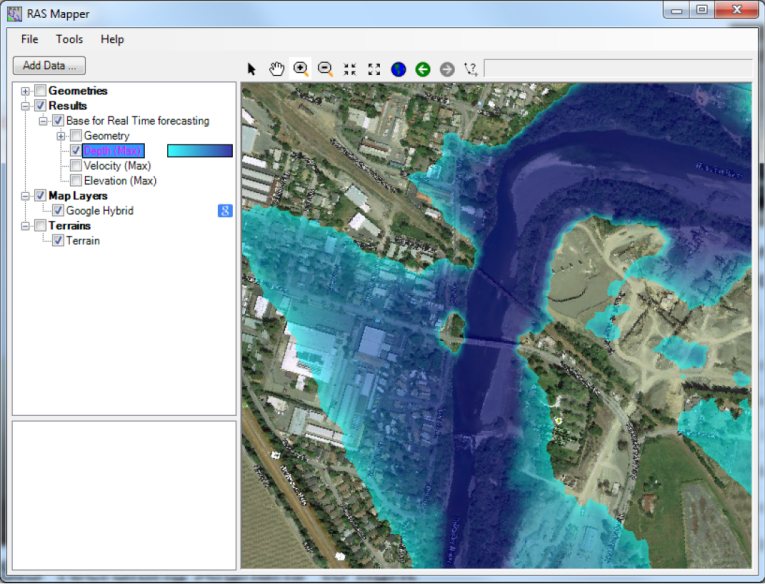 RAS Mapper
File Tools Help
Add Data ...
Geometries
Results
Base for Real Time forecasting
Geometry
Depth (Max)
Velocity (Max)
Elevation (Max)
Map Layers
Google Hybrid
Terrains
Terrain